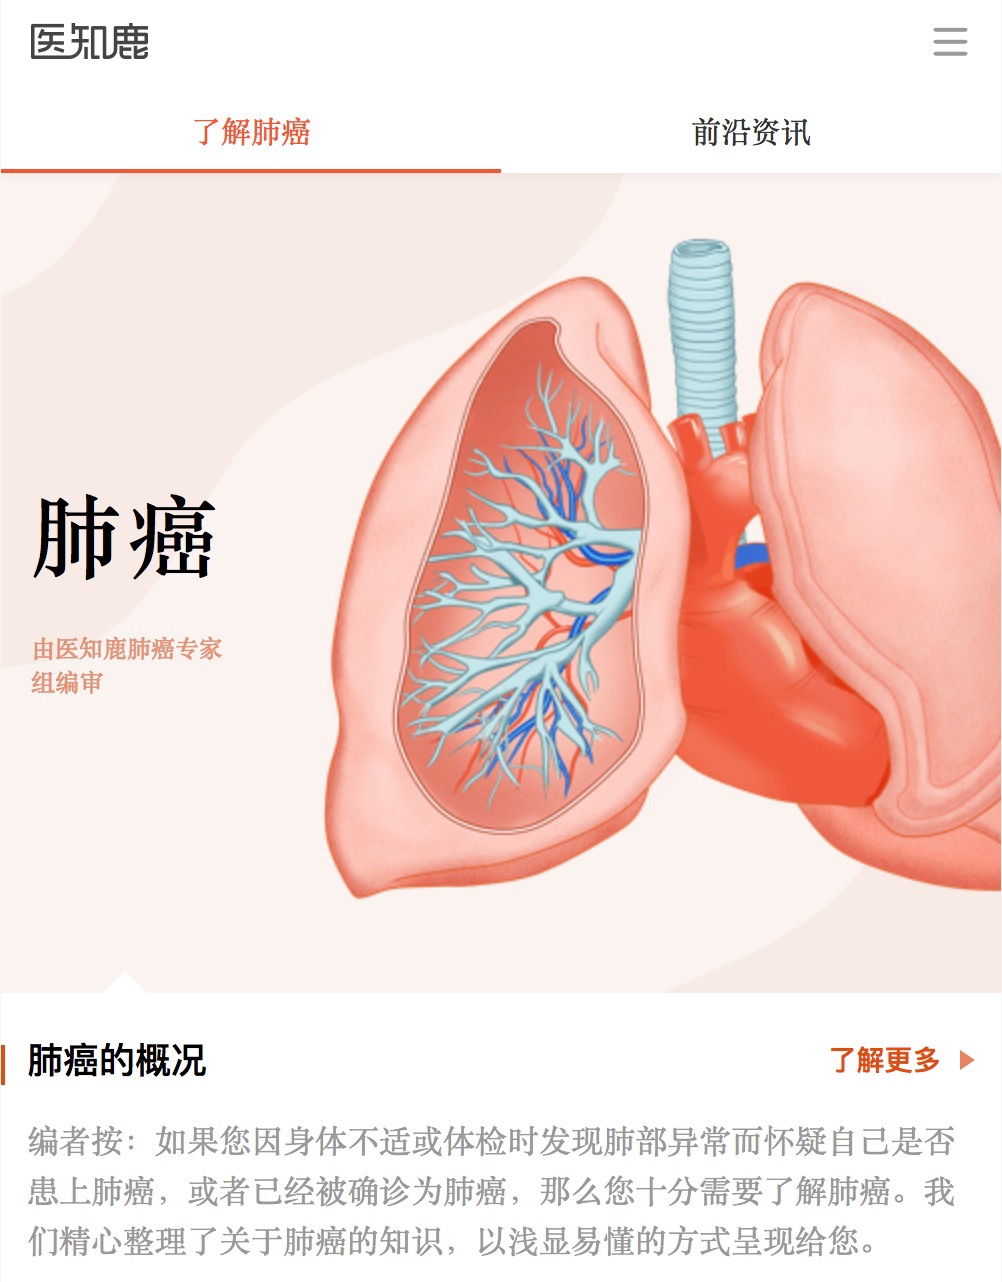 医知鹿
了解肺癌
前沿资讯
肺癌
由医知鹿肺癌专家
组编审
肺癌的概况
了解更多
编者按：如果您因身体不适或体检时发现肺部异常而怀疑自己是否
患上肺癌，或者已经被确诊为肺癌，那么您十分需要了解肺癌。我
们精心整理了关于肺癌的知识，以浅显易懂的方式呈现给您。